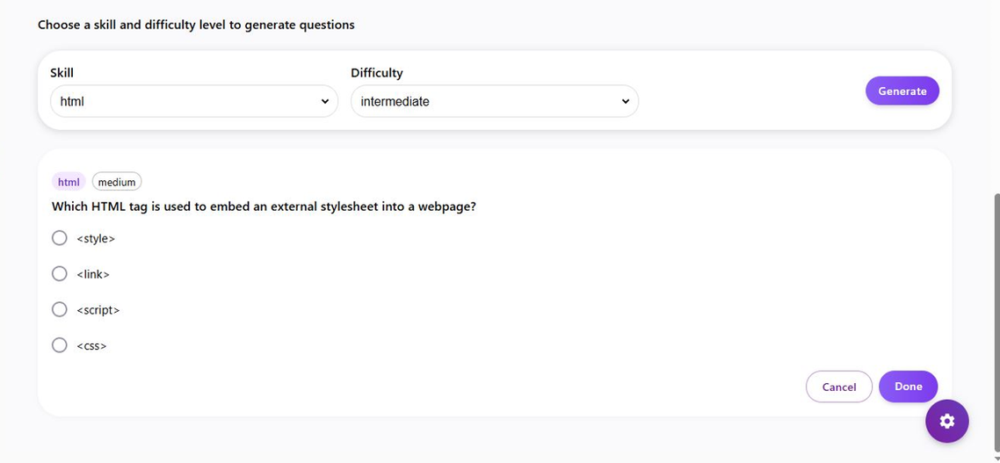 Choose a skill and difficulty level to generate questions
Skill
Difficulty
html
intermediate
Generate
html
medium
Which HTML tag is used to embed an external stylesheet into a webpage?
<style>
<link>
<script>
<css>
Cancel
Done